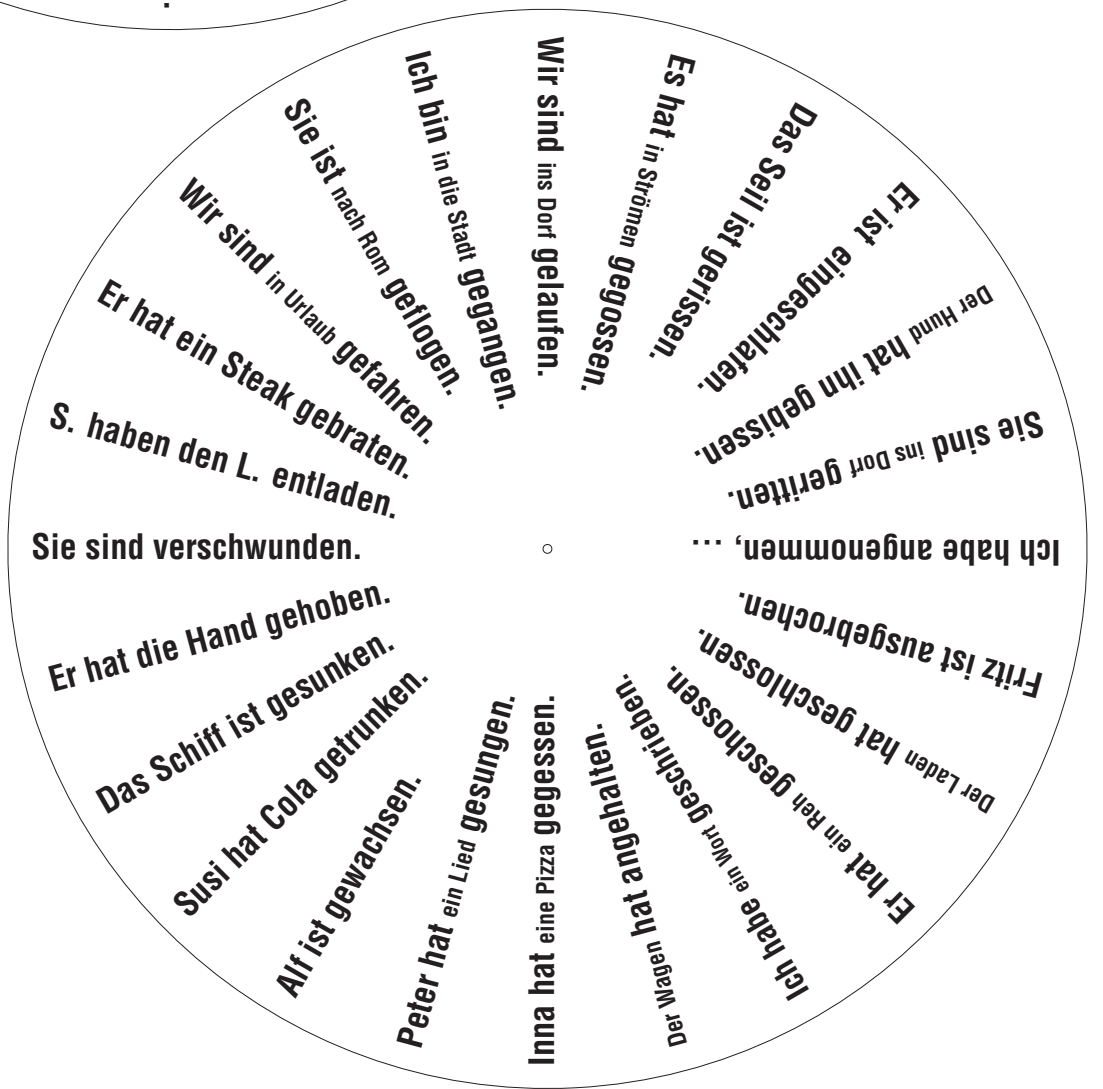 Wir sind ins Dorf gelaufen.
Es hat in Strömen gegossen.
Das Seil ist gerissen.
Er ist eingeschlafen.
Der Hund hat ihn gebissen.
Sie sind ins Dorf geritten.
Ich habe angenommen, ...
Fritz ist ausgebrochen.
Der Laden hat geschlossen.
Er hat ein Reh geschossen.
Ich habe ein Wort geschrieben.
Der Wagen hat angehalten.
Inna hat eine Pizza gegessen.
Peter hat ein Lied gesungen.
Alf ist gewachsen.
Susi hat Cola getrunken.
Das Schiff ist gesunken.
Er hat die Hand gehoben.
Sie sind verschwunden.
S. haben den L. entladen.
Er hat ein Steak gebraten.
Wir sind in Urlaub gefahren.
Sie ist nach Rom geflogen.
Ich bin in die Stadt gegangen.